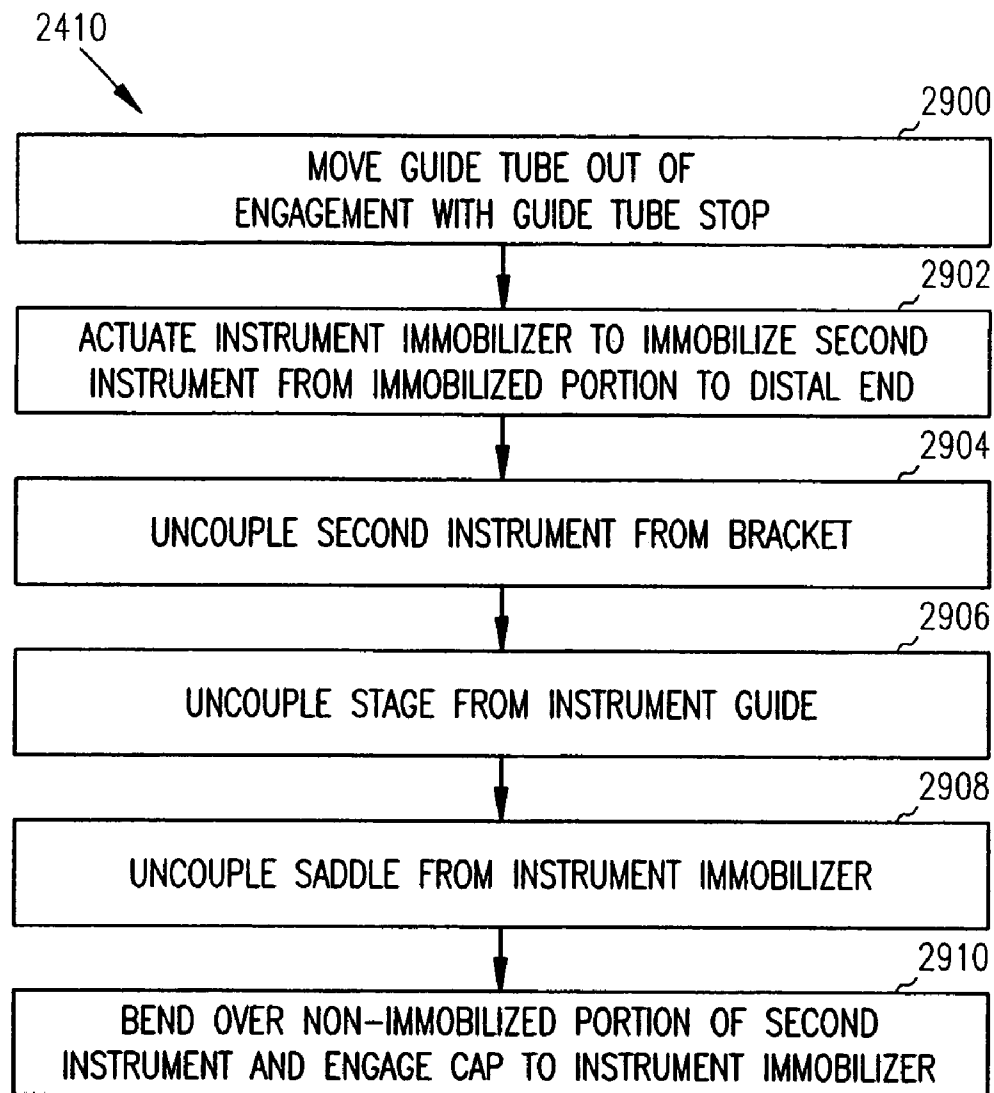 2410
2900
MOVE GUIDE TUBE OUT OF
ENGAGEMENT WITH GUIDE TUBE STOP
2902
ACTUATE INSTRUMENT IMMOBILIZER TO IMMOBILIZE SECOND
INSTRUMENT FROM IMMOBILIZED PORTION TO DISTAL END
2904
UNCOUPLE SECOND INSTRUMENT FROM BRACKET
2906
UNCOUPLE STAGE FROM INSTRUMENT GUIDE
2908
UNCOUPLE SADDLE FROM INSTRUMENT IMMOBILIZER
2910
BEND OVER NON-IMMOBILIZED PORTION OF SECOND
INSTRUMENT AND ENGAGE CAP TO INSTRUMENT IMMOBILIZER